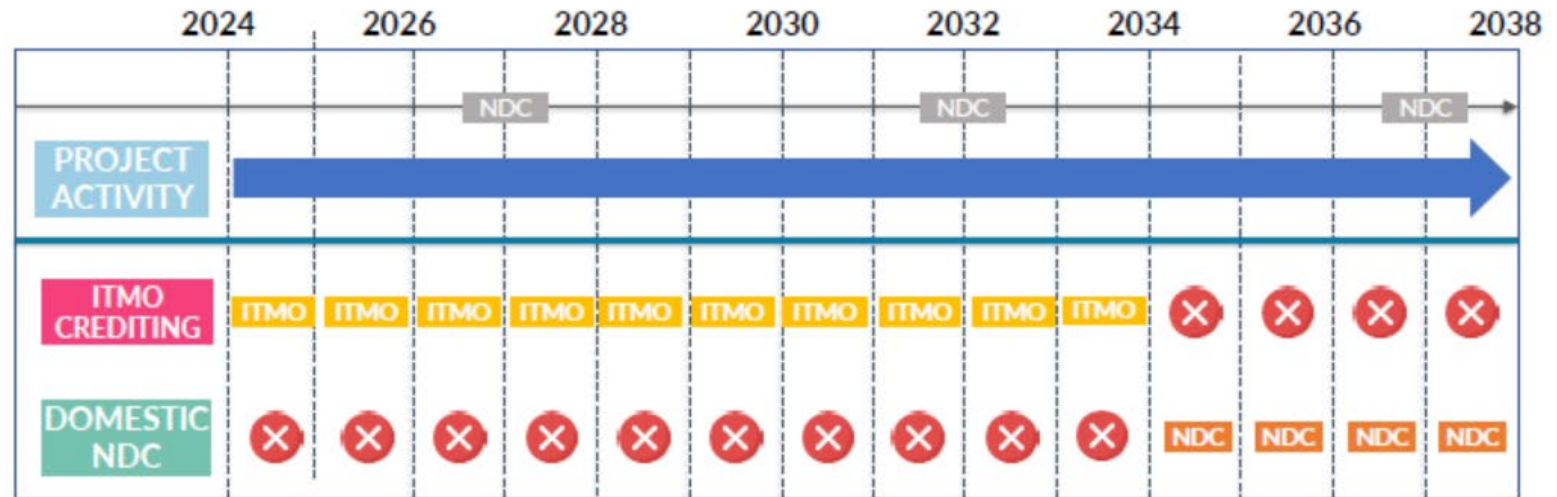 2024 2026 2028 2030 2032 2034 2036 2038
NDC NDC NDC
PROJECT
ACTIVITY
ITMO
CREDITING
ITMO ITMO ITMO ITMO ITMO ITMO ITMO ITMO ITMO ITMO
DOMESTIC
NDC
NDC NDC NDC NDC